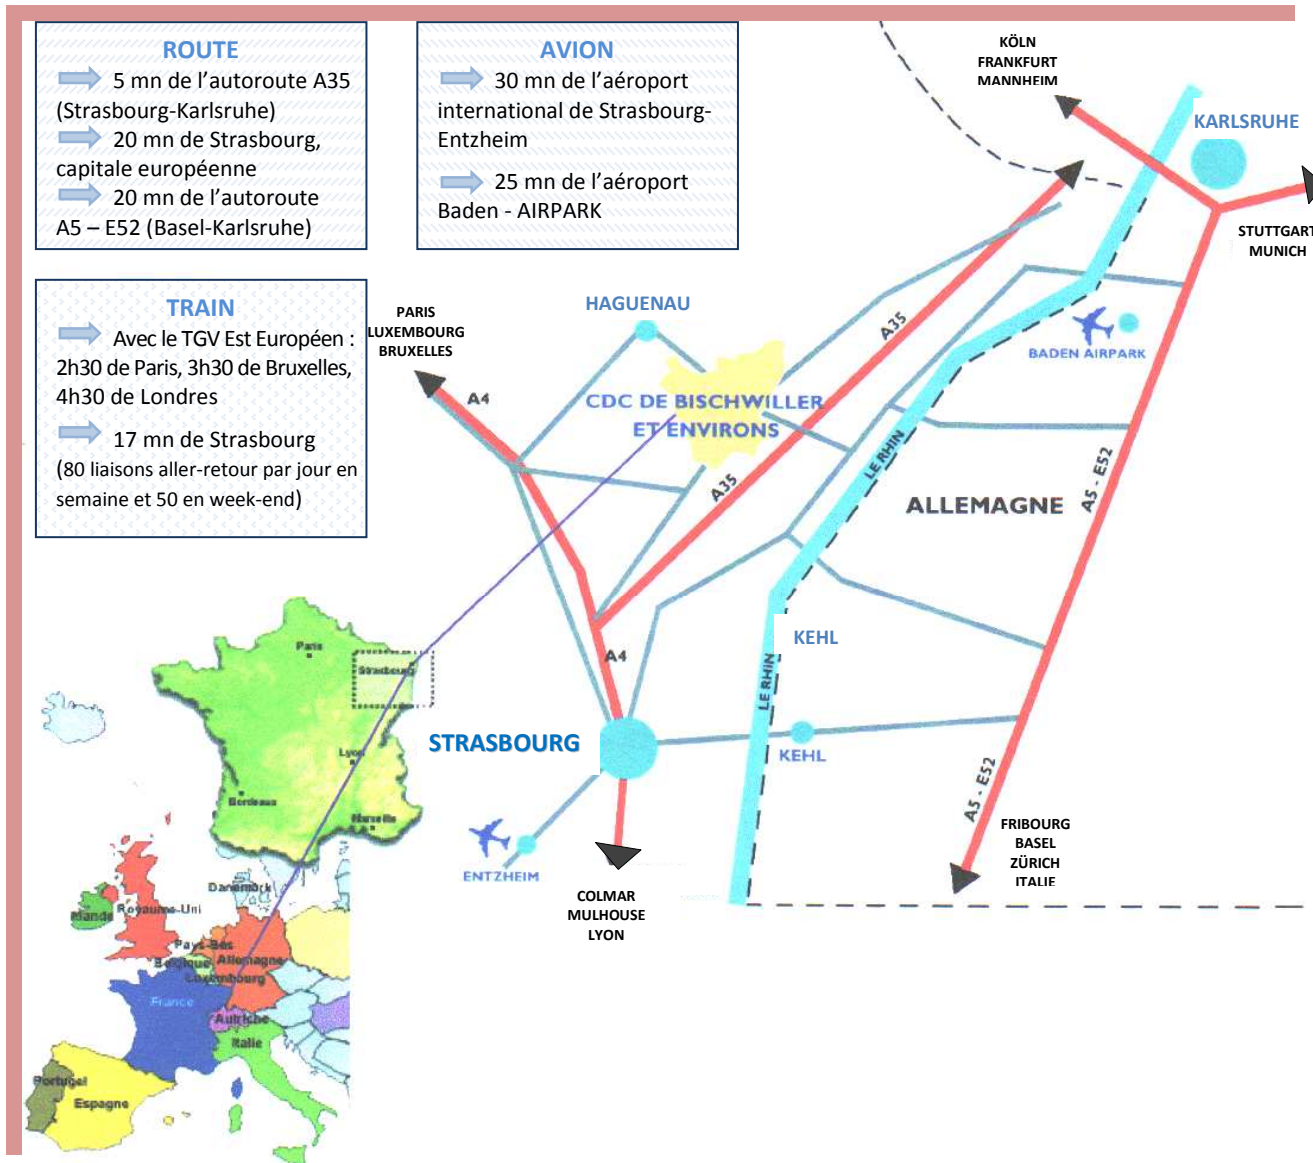 ROUTE
5 mn de l’autoroute A35
(Strasbourg-Karlsruhe)
20 mn de Strasbourg,
capitale européenne
20 mn de l’autoroute
A5 – E52 (Basel-Karlsruhe)
AVION
30 mn de l’aéroport
international de Strasbourg-
Entzheim
25 mn de l’aéroport
Baden - AIRPARK
TRAIN
Avec le TGV Est Européen :
2h30 de Paris, 3h30 de Bruxelles,
4h30 de Londres
17 mn de Strasbourg
(80 liaisons aller-retour par jour en
semaine et 50 en week-end)
KÖLN
FRANKFURT
MANNHEIM
KARLSRUHE
STUTTGART
MUNICH
PARIS
LUXEMBOURG
BRUXELLES
HAGUENAU
A35
BADEN AIRPARK
A4
CDC DE BISCHWILLER
ET ENVIRONS
LE RHIN
A35
ALLEMAGNE
A5 - E52
KEHL
A4
LE RHIN
STRASBOURG
KEHL
A5 - E52
ENTZHEIM
FRIBOURG
BASEL
ZÜRICH
ITALIE
COLMAR
MULHOUSE
LYON
Paris
Strasbourg
Lyon
Bordeaux
Marseille
Danemark
Irlande
Royaume-Uni
Pays-Bas
Belgique
Allemagne
Luxembourg
France
Autriche
Italie
Portugal
Espagne